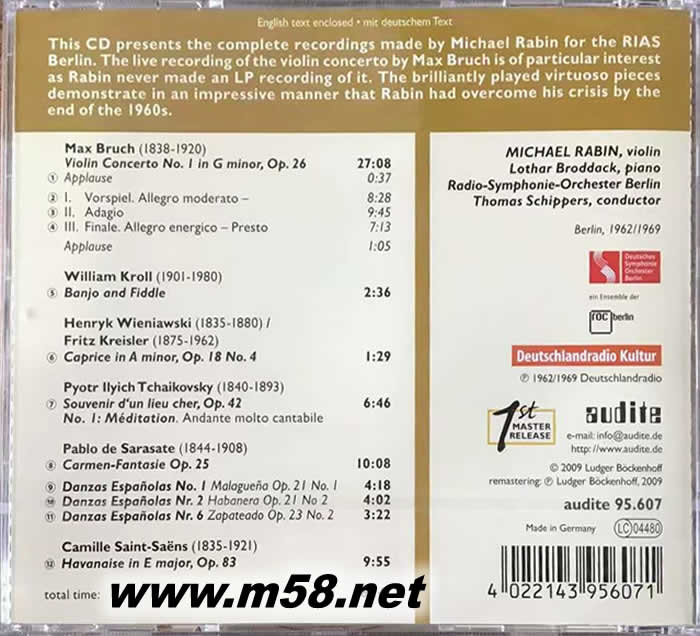 English text enclosed • mit deutschem Text
This CD presents the complete recordings made by Michael Rabin for the RIAS
Berlin. The live recording of the violin concerto by Max Bruch is of particular interest
as Rabin never made an LP recording of it. The brilliantly played virtuoso pieces
demonstrate in an impressive manner that Rabin had overcome his crisis by the
end of the 1960s.
Max Bruch (1838-1920)
Violin Concerto No. 1 in G minor, Op. 26 27:08
① Applause 0:37
② I. Vorspiel. Allegro moderato – 8:28
③ II. Adagio 9:45
④ III. Finale. Allegro energico – Presto 7:13
Applause 1:05
William Kroll (1901-1980)
⑤ Banjo and Fiddle 2:36
Henryk Wieniawski (1835-1880) /
Fritz Kreisler (1875-1962)
⑥ Caprice in A minor, Op. 18 No. 4 1:29
Pyotr Ilyich Tchaikovsky (1840-1893)
⑦ Souvenir d'un lieu cher, Op. 42 6:46
No. 1: Méditation. Andante molto cantabile
Pablo de Sarasate (1844-1908)
⑧ Carmen-Fantasie Op. 25 10:08
⑨ Danzas Españolas No. 1 Malagueña Op. 21 No. 1 4:18
⑩ Danzas Españolas Nr. 2 Habanera Op. 21 No 2 4:02
⑪ Danzas Españolas Nr. 6 Zapateado Op. 23 No. 2 3:22
Camille Saint-Saëns (1835-1921)
⑫ Havanaise in E major, Op. 83 9:55
total time:
www.m58.net
MICHAEL RABIN, violin
Lothar Broddack, piano
Radio-Symphonie-Orchester Berlin
Thomas Schippers, conductor
Berlin, 1962/1969
Deutsches
Symphonie
Orchester
Berlin
ein Ensemble der
roc berlin
Deutschlandradio Kultur
℗ 1962/1969 Deutschlandradio
1st
MASTER
RELEASE
audite
e-mail: info@audite.de
http://www.audite.de
© 2009 Ludger Böckenhoff
remastering: ℗ Ludger Böckenhoff, 2009
audite 95.607
Made in Germany
LC 04480
4 022143 956071